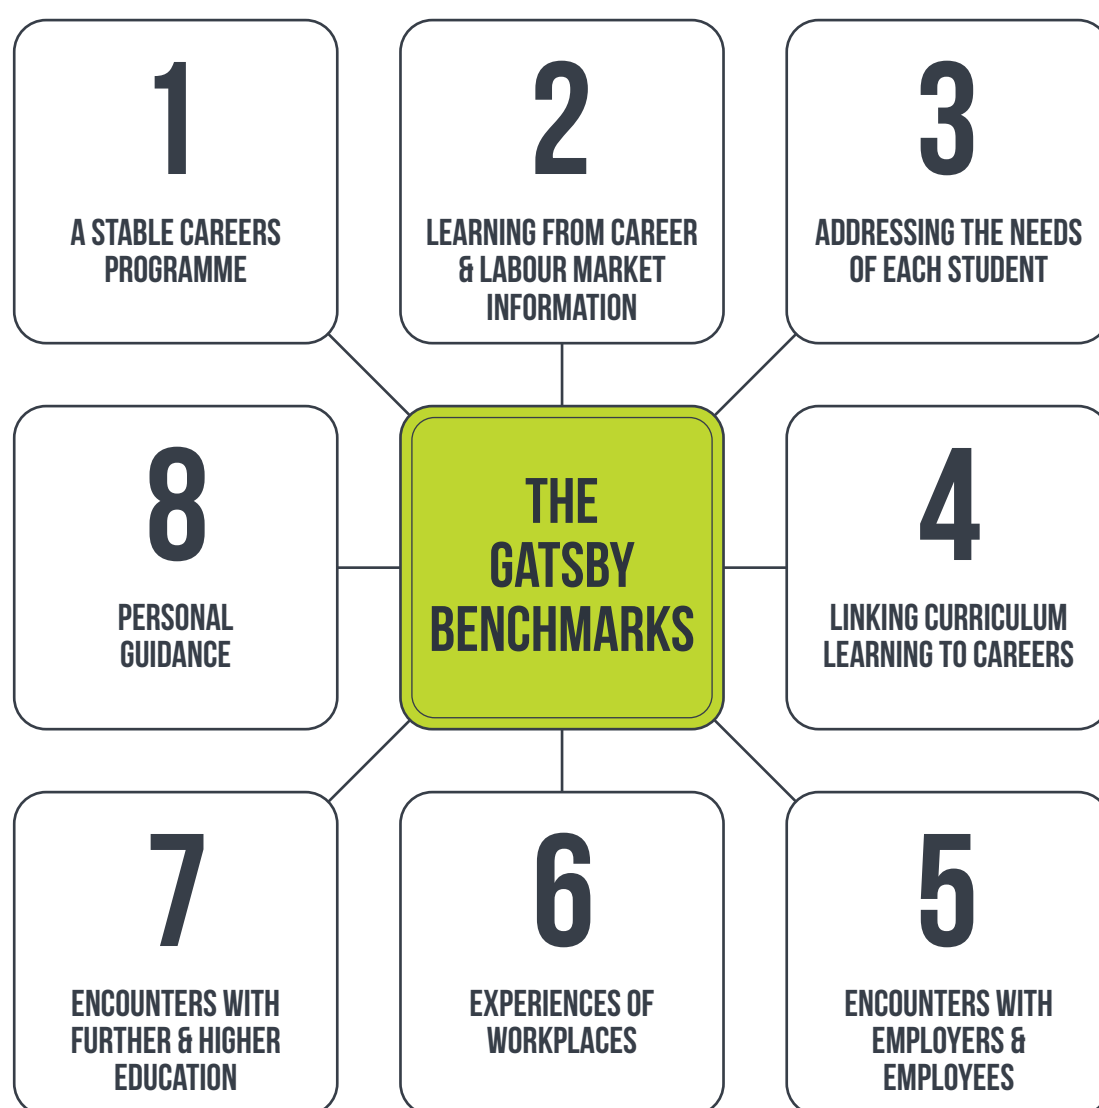 1
A STABLE CAREERS
PROGRAMME
2
LEARNING FROM CAREER
& LABOUR MARKET
INFORMATION
3
ADDRESSING THE NEEDS
OF EACH STUDENT
8
PERSONAL
GUIDANCE
THE
GATSBY
BENCHMARKS
4
LINKING CURRICULUM
LEARNING TO CAREERS
7
ENCOUNTERS WITH
FURTHER & HIGHER
EDUCATION
6
EXPERIENCES OF
WORKPLACES
5
ENCOUNTERS WITH
EMPLOYERS &
EMPLOYEES